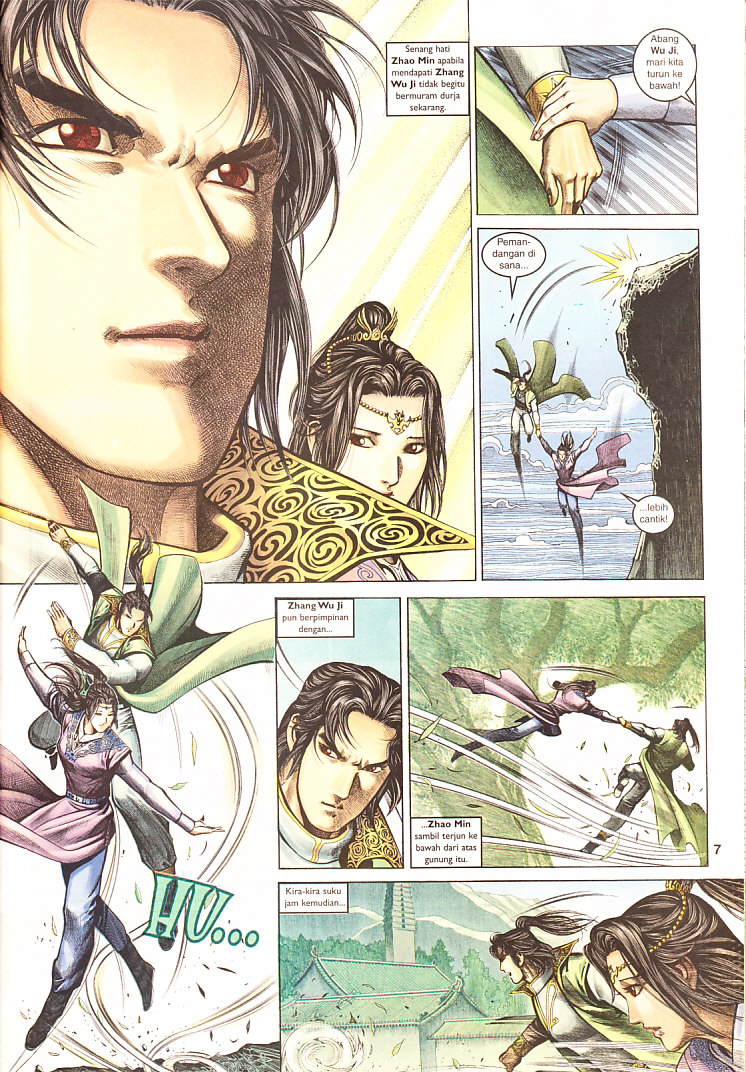 Senang hati
Zhao Min apabila
mendapati Zhang
Wu Ji tidak begitu
bermuram durja
sekarang.
Abang
Wu Ji,
mari kita
turun ke
bawah!
Peman-
dangan di
sana...
...lebih
cantik!
Zhang Wu Ji
pun berpimpinan
dengan...
...Zhao Min
sambil terjun ke
bawah dari atas
gunung itu.
7
HU...
Kira-kira suku
jam kemudian...